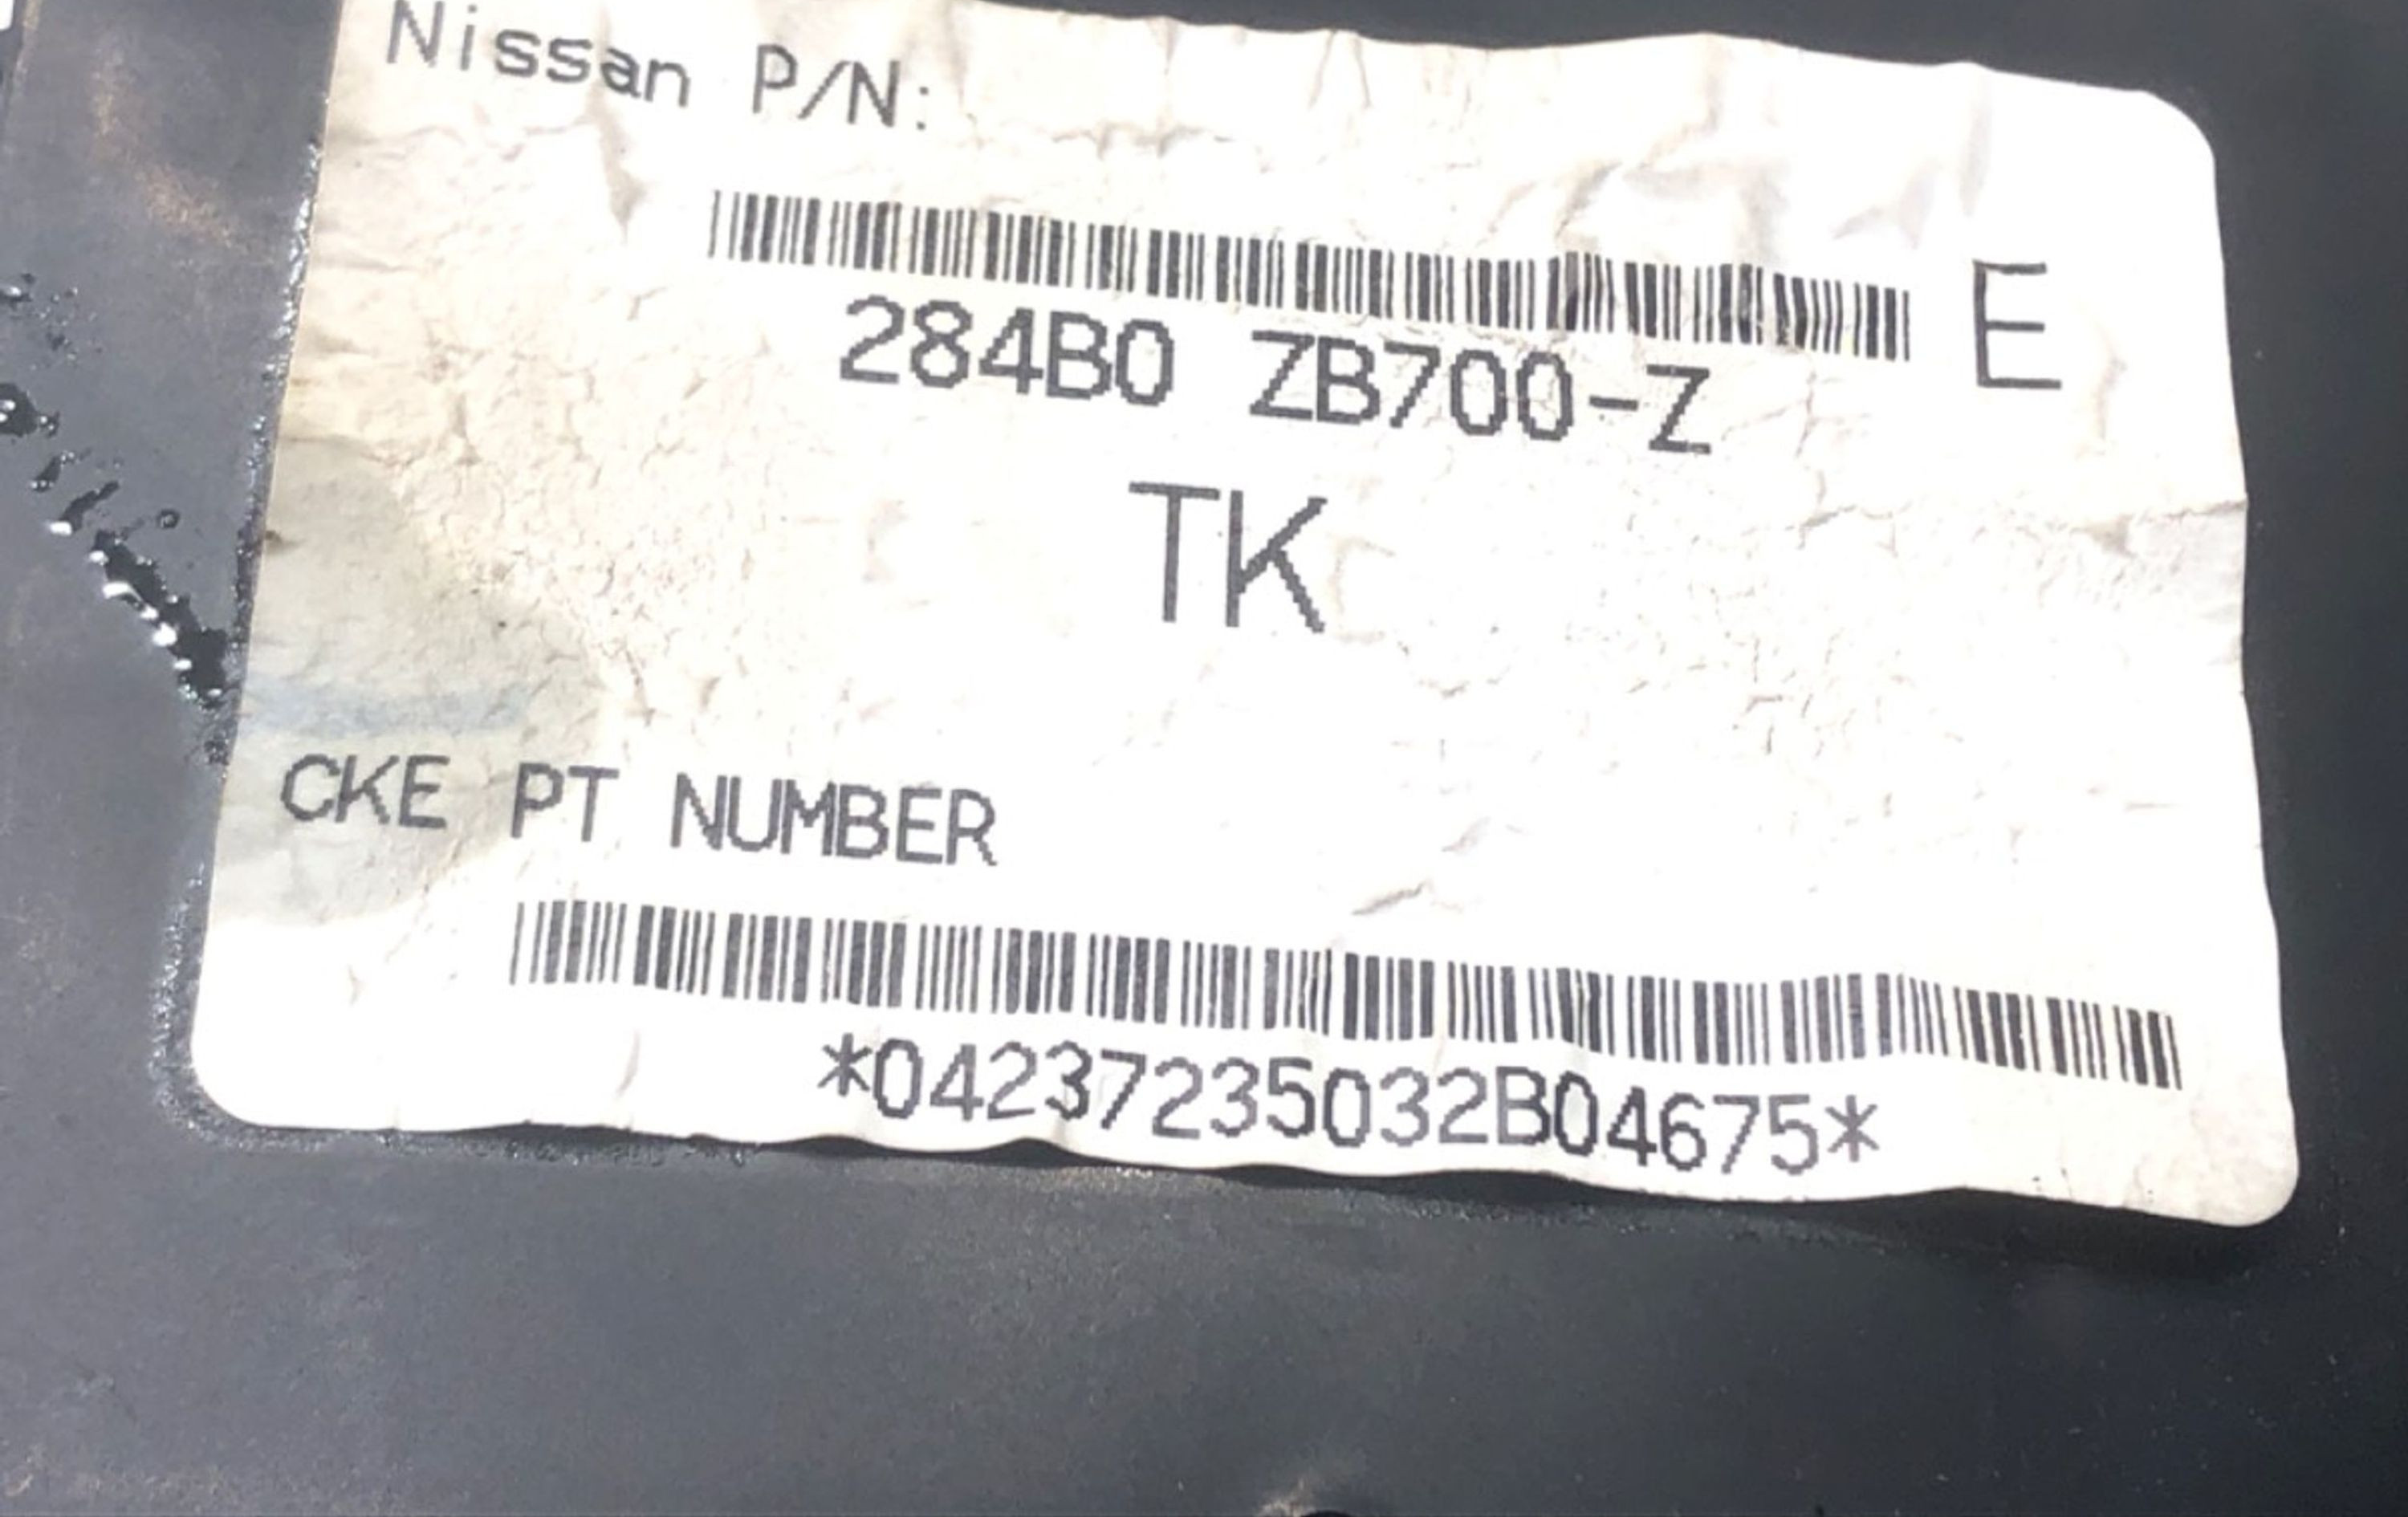 Nissan P/N:
284B0 ZB700-Z E
TK
CKE PT NUMBER
*04237235032B04675*